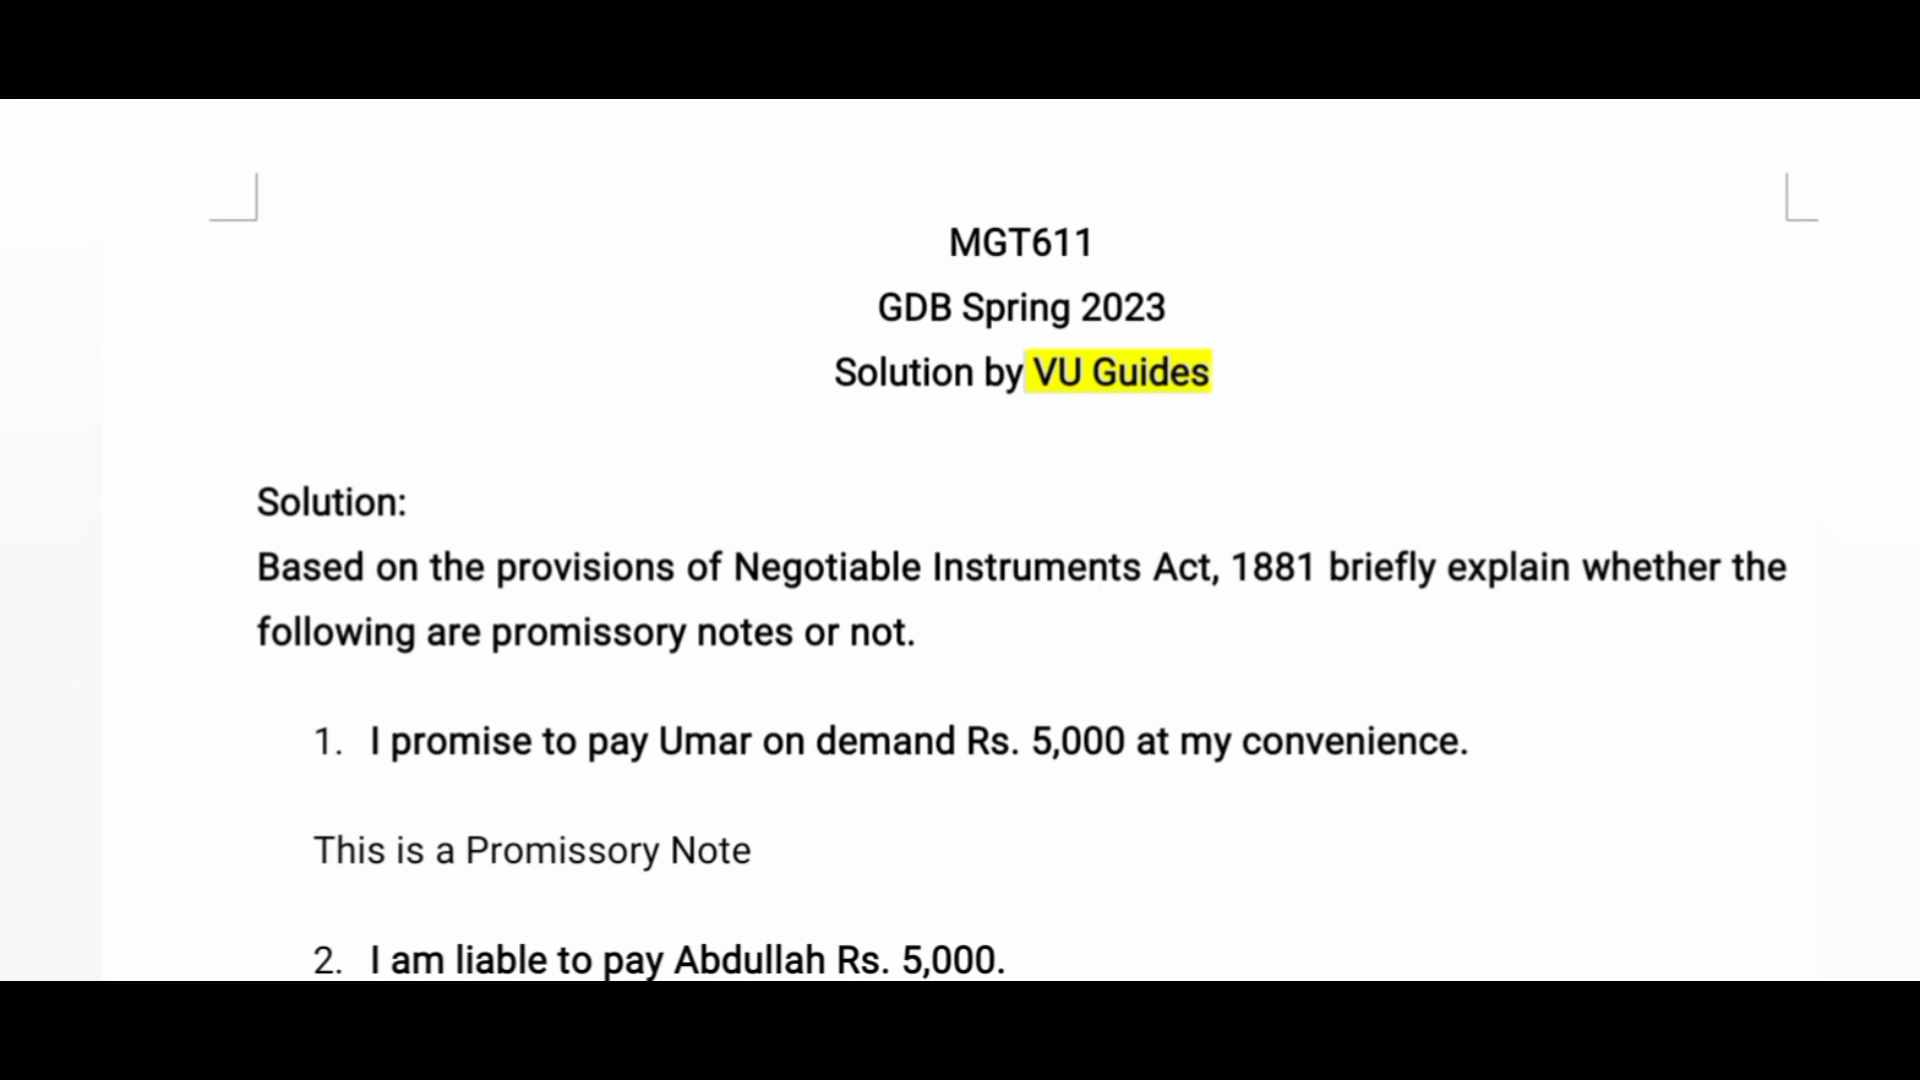 MGT611
GDB Spring 2023
Solution by VU Guides
Solution:
Based on the provisions of Negotiable Instruments Act, 1881 briefly explain whether the
following are promissory notes or not.
1. I promise to pay Umar on demand Rs. 5,000 at my convenience.
This is a Promissory Note
2. I am liable to pay Abdullah Rs. 5,000.